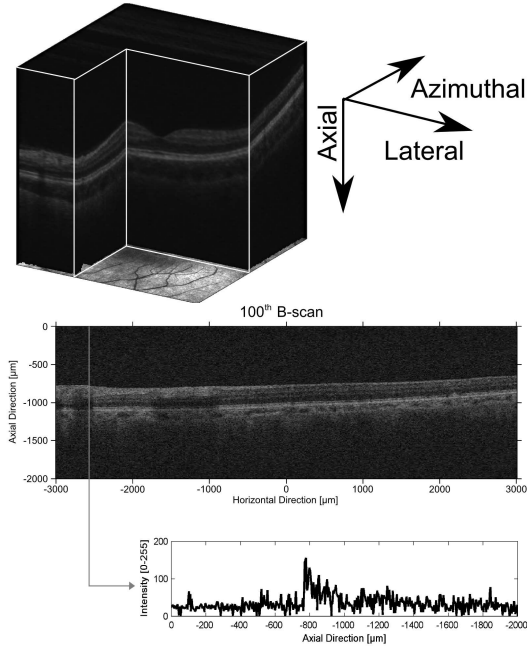 Azimuthal
Axial
Lateral
100th B-scan
Axial Direction [µm]
0
-500
-1000
-1500
-2000
-3000 -2000 -1000 0 1000 2000 3000
Horizontal Direction [µm]
Intensity [0-255]
200
100
0
0 -200 -400 -600 -800 -1000 -1200 -1400 -1600 -1800 -2000
Axial Direction [µm]